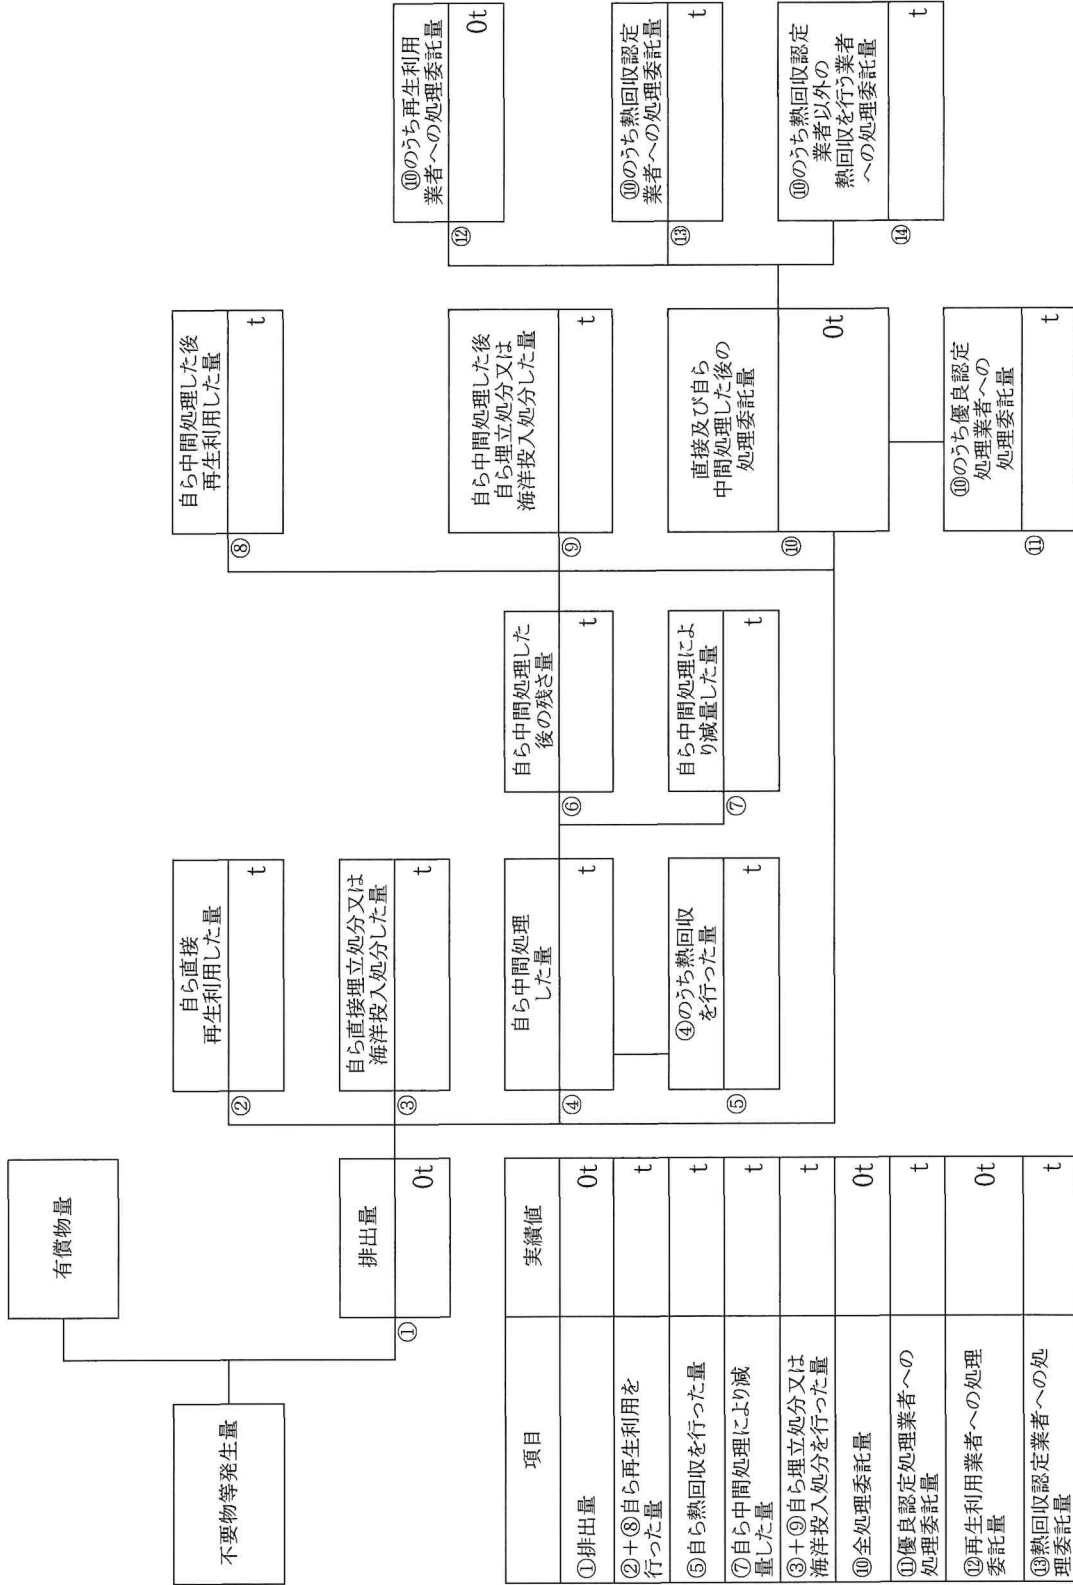 不要物等発生量
有償物量
①
排出量
0t
②
自ら直接
再生利用した量
t
③
自ら直接埋立処分又は
海洋投入処分した量
t
④
自ら中間処理
した量
t
⑤
④のうち熱回収
を行った量
t
⑥
自ら中間処理した
後の残さ量
t
⑦
自ら中間処理によ
り減量した量
t
⑧
自ら中間処理した後
再生利用した量
t
⑨
自ら中間処理した後
自ら埋立処分又は
海洋投入処分した量
t
⑩
直接及び自ら
中間処理した後の
処理委託量
0t
⑪
⑩のうち優良認定
処理業者への
処理委託量
t
⑫
⑩のうち再生利用
業者への処理委託量
0t
⑬
⑩のうち熱回収認定
業者への処理委託量
t
⑭
⑩のうち熱回収認定
業者以外の
熱回収を行う業者
への処理委託量
t
項目 実績値
①排出量 0t
②+⑧自ら再生利用を
行った量 t
⑤自ら熱回収を行った量 t
⑦自ら中間処理により減
量した量 t
③+⑨自ら埋立処分又は
海洋投入処分を行った量 t
⑩全処理委託量 0t
⑪優良認定処理業者への
処理委託量 t
⑫再生利用業者への処理
委託量 0t
⑬熱回収認定業者への処
理委託量 t